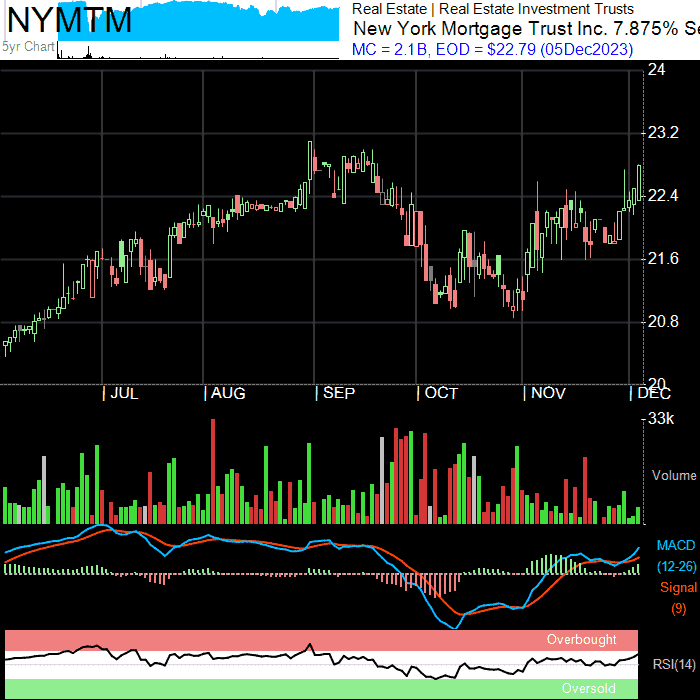 NYMTM
Real Estate | Real Estate Investment Trusts
New York Mortgage Trust Inc. 7.875% Se
5yr Chart
MC = 2.1B, EOD = $22.79 (05Dec2023)
24
23.2
22.4
21.6
20.8
20
| JUL | AUG | SEP | OCT | NOV | DEC
33k
Volume
MACD
(12-26)
Signal
(9)
Overbought
RSI(14)
Oversold